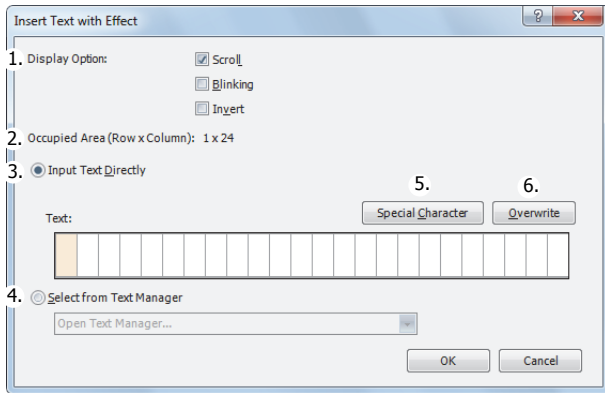 Insert Text with Effect
1. Display Option: Scroll
Blinking
Invert
2. Occupied Area (Row x Column): 1 x 24
3. Input Text Directly
5. 6.
Text: Special Character Overwrite
4. Select from Text Manager
Open Text Manager...
OK Cancel